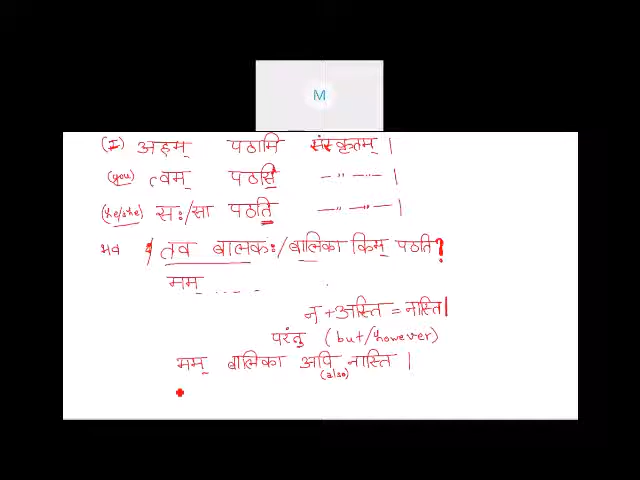 M
(I) अहम् पठामि संस्कृतम् |
(you) त्वम् पठसि —"—"— |
(he/she) सः/सा पठति —"—"— |
भव तव बालकः/बालिका किम् पठति?
मम् _ _ _ _
न + अस्ति = नास्ति|
परंतु (but/however)
मम् बालिका अपि नास्ति |
(also)